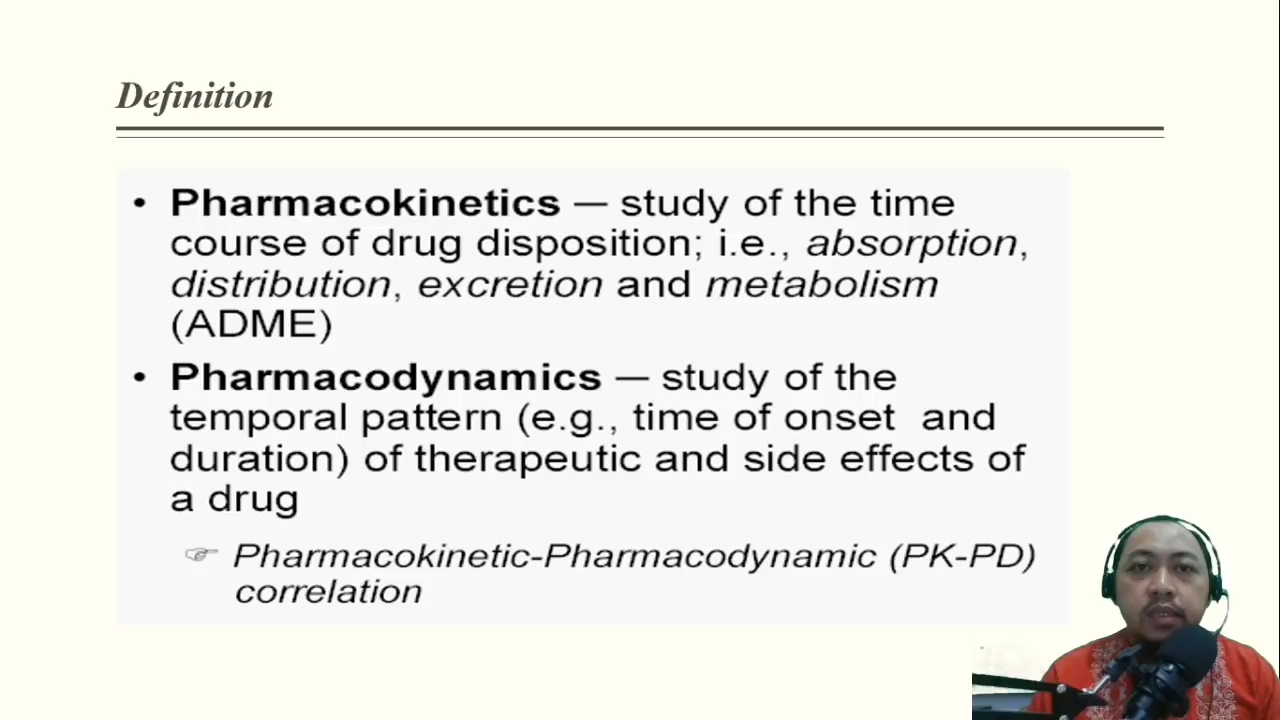 Definition
• Pharmacokinetics — study of the time
course of drug disposition; i.e., absorption,
distribution, excretion and metabolism
(ADME)
• Pharmacodynamics — study of the
temporal pattern (e.g., time of onset and
duration) of therapeutic and side effects of
a drug
☞ Pharmacokinetic-Pharmacodynamic (PK-PD)
correlation